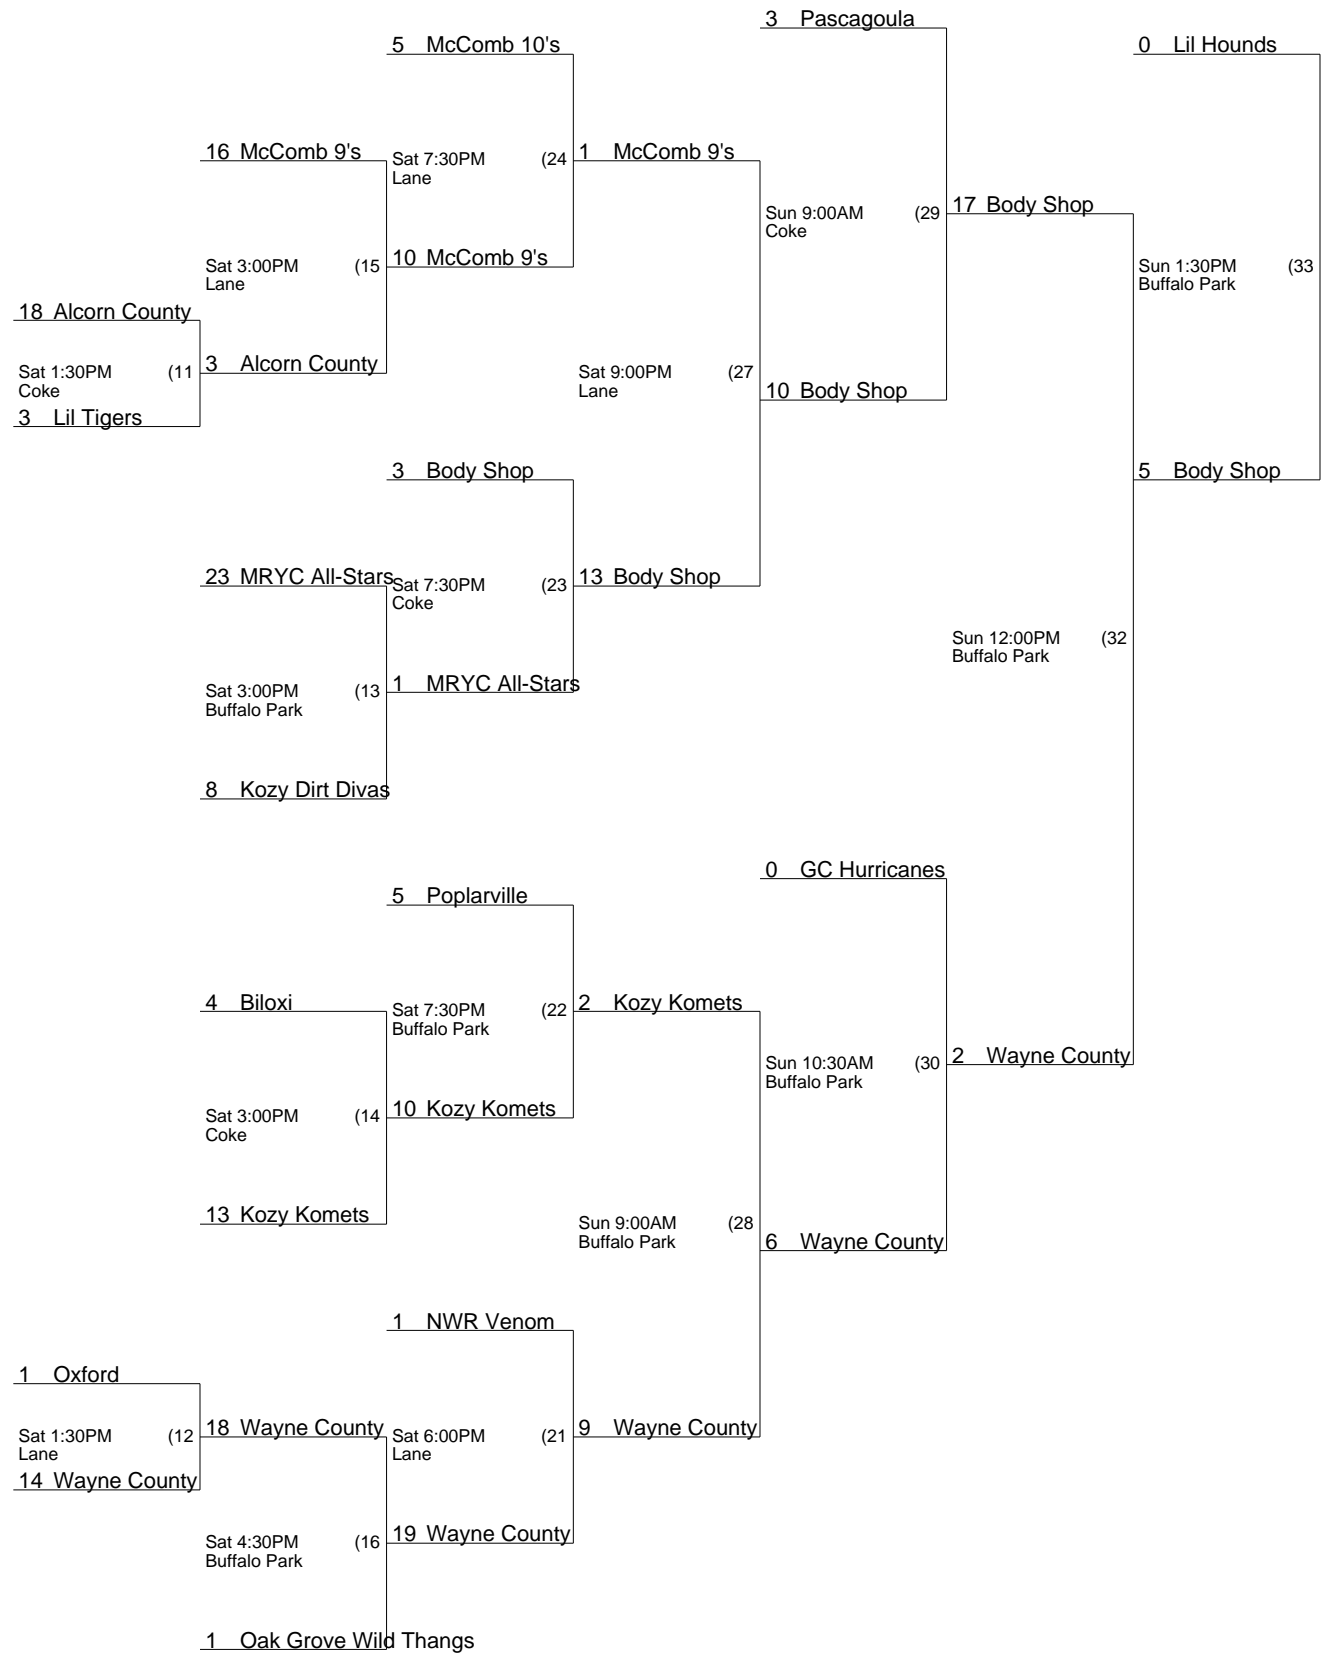 3 Pascagoula
5 McComb 10's
0 Lil Hounds
16 McComb 9's
Sat 7:30PM (24
Lane
1 McComb 9's
Sun 9:00AM (29
Coke
17 Body Shop
10 McComb 9's
Sat 3:00PM (15
Lane
Sun 1:30PM (33
Buffalo Park
18 Alcorn County
Sat 1:30PM (11
Coke
3 Alcorn County
Sat 9:00PM (27
Lane
10 Body Shop
3 Lil Tigers
3 Body Shop
5 Body Shop
23 MRYC All-Stars
Sat 7:30PM (23
Coke
13 Body Shop
Sun 12:00PM (32
Buffalo Park
Sat 3:00PM (13
Buffalo Park
1 MRYC All-Stars
8 Kozy Dirt Divas
0 GC Hurricanes
5 Poplarville
4 Biloxi
Sat 7:30PM (22
Buffalo Park
2 Kozy Komets
Sun 10:30AM (30
Buffalo Park
2 Wayne County
Sat 3:00PM (14
Coke
10 Kozy Komets
13 Kozy Komets
Sun 9:00AM (28
Buffalo Park
6 Wayne County
1 NWR Venom
1 Oxford
Sat 1:30PM (12
Lane
18 Wayne County
Sat 6:00PM (21
Lane
9 Wayne County
14 Wayne County
Sat 4:30PM (16
Buffalo Park
19 Wayne County
1 Oak Grove Wild Thangs